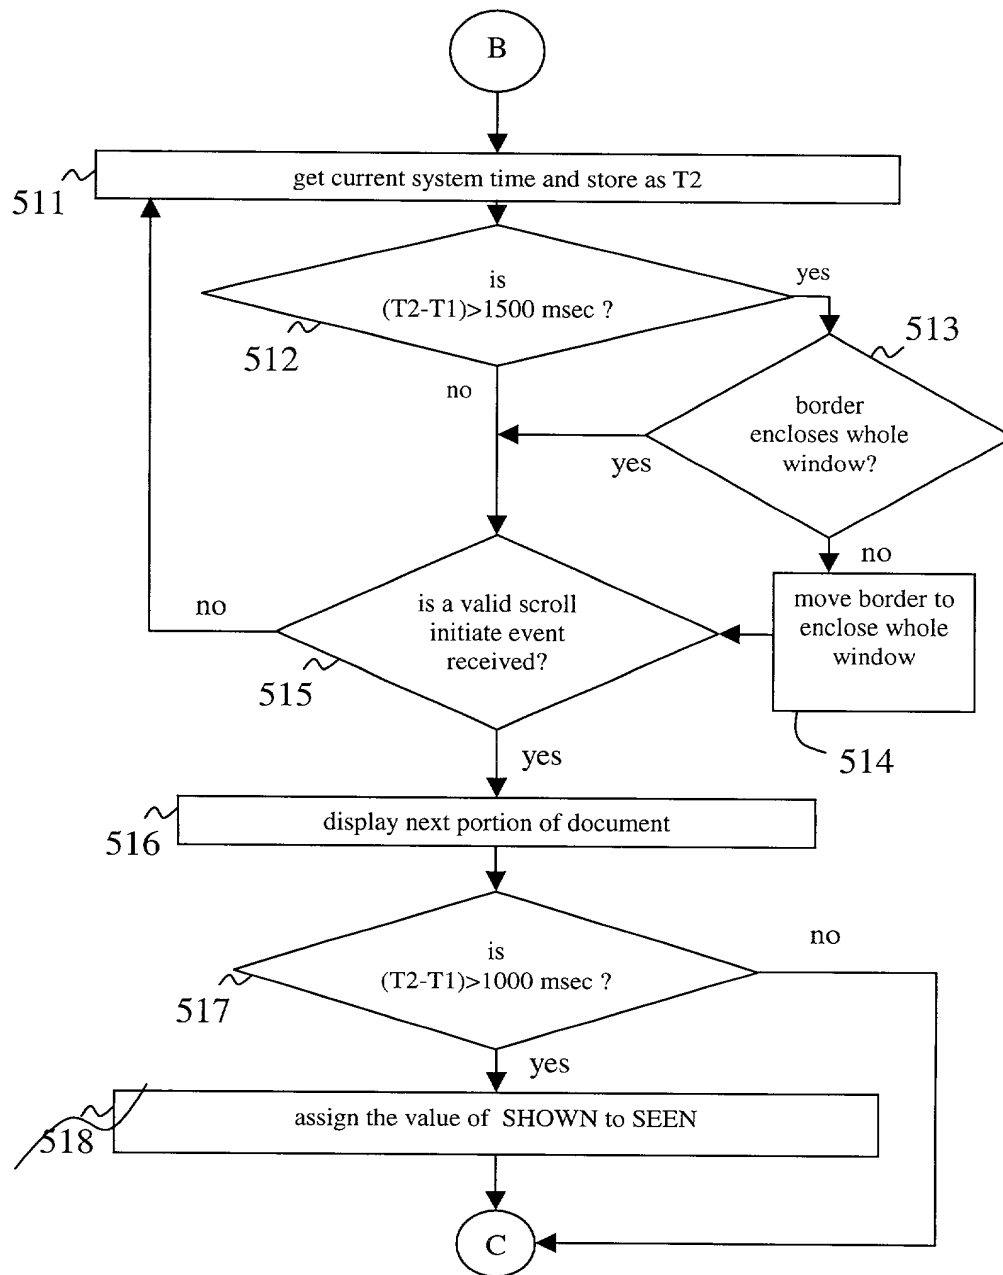 B
get current system time and store as T2
511
is
(T2-T1)>1500 msec ?
yes
512
513
no
border
encloses whole
window?
yes
no
is a valid scroll
initiate event
received?
no
move border to
enclose whole
window
515
514
yes
display next portion of document
516
is
(T2-T1)>1000 msec ?
no
517
yes
assign the value of SHOWN to SEEN
518
C